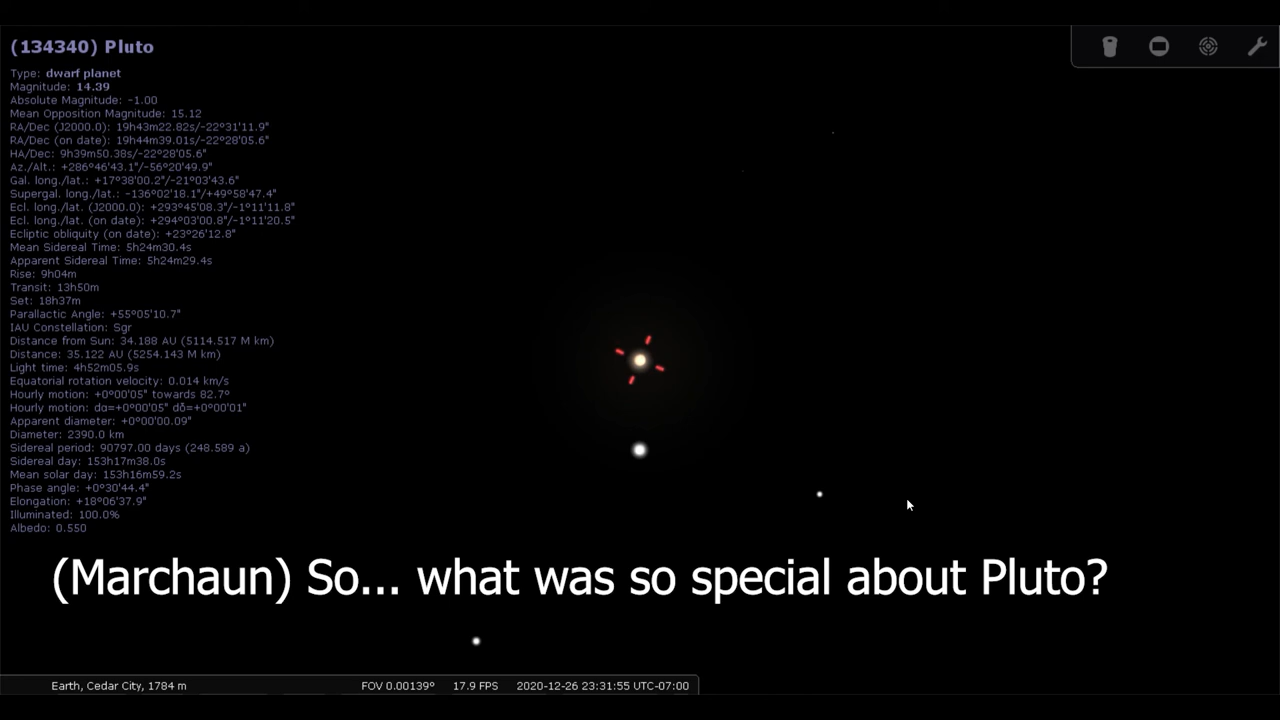 (134340) Pluto
Type: dwarf planet
Magnitude: 14.39
Absolute Magnitude: -1.00
Mean Opposition Magnitude: 15.12
RA/Dec (J2000.0): 19h43m22.82s/-22°31'11.9"
RA/Dec (on date): 19h44m39.01s/-22°28'05.6"
HA/Dec: 9h39m50.38s/-22°28'05.6"
Az./Alt.: +286°46'43.1"/-56°20'49.9"
Gal. long./lat.: +17°38'00.2"/-21°03'43.6"
Supergal. long./lat.: -136°02'18.1"/+49°58'47.4"
Ecl. long./lat. (J2000.0): +293°45'08.3"/-1°11'11.8"
Ecl. long./lat. (on date): +294°03'00.8"/-1°11'20.5"
Ecliptic obliquity (on date): +23°26'12.8"
Mean Sidereal Time: 5h24m30.4s
Apparent Sidereal Time: 5h24m29.4s
Rise: 9h04m
Transit: 13h50m
Set: 18h37m
Parallactic Angle: +55°05'10.7"
IAU Constellation: Sgr
Distance from Sun: 34.188 AU (5114.517 M km)
Distance: 35.122 AU (5254.143 M km)
Light time: 4h52m05.9s
Equatorial rotation velocity: 0.014 km/s
Hourly motion: +0°00'05" towards 82.7°
Hourly motion: dα=+0°00'05" dδ=+0°00'01"
Apparent diameter: +0°00'00.09"
Diameter: 2390.0 km
Sidereal period: 90797.00 days (248.589 a)
Sidereal day: 153h17m38.0s
Mean solar day: 153h16m59.2s
Phase angle: +0°30'44.4"
Elongation: +18°06'37.9"
Illuminated: 100.0%
Albedo: 0.550
(Marchaun) So... what was so special about Pluto?
Earth, Cedar City, 1784 m FOV 0.00139° 17.9 FPS 2020-12-26 23:31:55 UTC-07:00